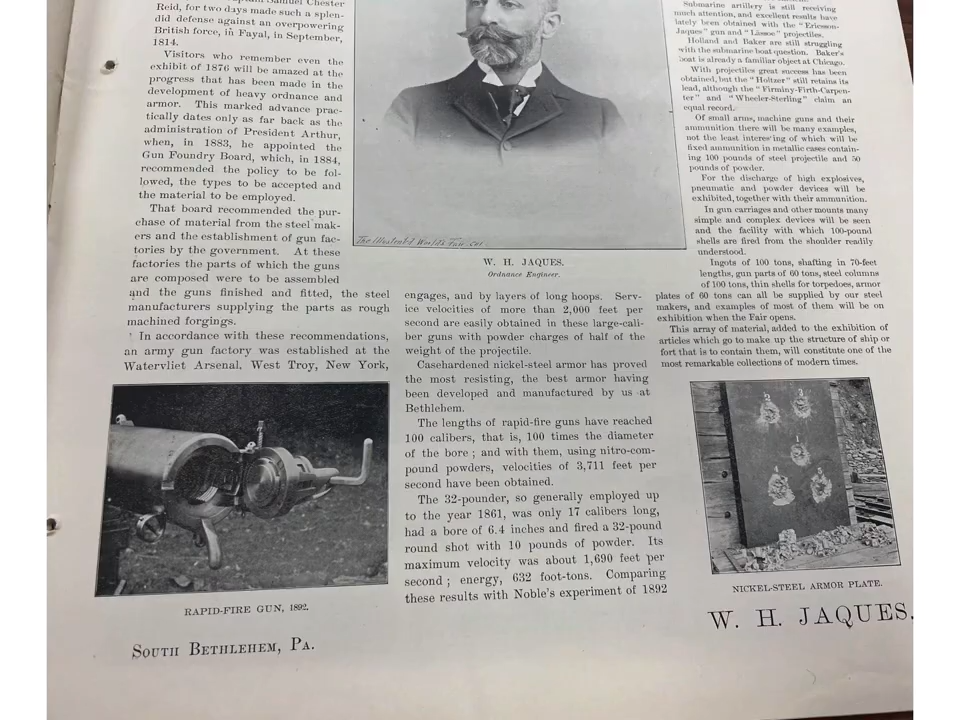 Captain Samuel Chester
Reid, for two days made such a splen-
did defense against an overpowering
British force, in Fayal, in September,
1814.
Visitors who remember even the
exhibit of 1876 will be amazed at the
progress that has been made in the
development of heavy ordnance and
armor. This marked advance prac-
tically dates only as far back as the
administration of President Arthur,
when, in 1883, he appointed the
Gun Foundry Board, which, in 1884,
recommended the policy to be fol-
lowed, the types to be accepted and
the material to be employed.
That board recommended the pur-
chase of material from the steel mak-
ers and the establishment of gun fac-
tories by the government. At these
factories the parts of which the guns
are composed were to be assembled
and the guns finished and fitted, the steel
manufacturers supplying the parts as rough
machined forgings.
In accordance with these recommendations,
an army gun factory was established at the
Watervliet Arsenal, West Troy, New York,
RAPID-FIRE GUN, 1892.
SOUTH BETHLEHEM, PA.
The Illustrated World's Fair
W. H. JAQUES.
Ordnance Engineer.
engages, and by layers of long hoops. Serv-
ice velocities of more than 2,000 feet per
second are easily obtained in these large-cali-
ber guns with powder charges of half of the
weight of the projectile.
Casehardened nickel-steel armor has proved
the most resisting, the best armor having
been developed and manufactured by us at
Bethlehem.
The lengths of rapid-fire guns have reached
100 calibers, that is, 100 times the diameter
of the bore; and with them, using nitro-com-
pound powders, velocities of 3,711 feet per
second have been obtained.
The 32-pounder, so generally employed up
to the year 1861, was only 17 calibers long,
had a bore of 6.4 inches and fired a 32-pound
round shot with 10 pounds of powder. Its
maximum velocity was about 1,690 feet per
second; energy, 632 foot-tons. Comparing
these results with Noble's experiment of 1892
Submarine artillery is still receiving
much attention, and excellent results have
lately been obtained with the "Ericsson-
Jaques" gun and "Lassoe" projectiles.
Holland and Baker are still struggling
with the submarine boat question. Baker's
boat is already a familiar object at Chicago.
With projectiles great success has been
obtained, but the "Holtzer" still retains its
lead, although the "Firminy-Firth-Carpen-
ter" and "Wheeler-Sterling" claim an
equal record.
Of small arms, machine guns and their
ammunition there will be many examples,
not the least interesting of which will be
fixed ammunition in metallic cases contain-
ing 100 pounds of steel projectile and 50
pounds of powder.
For the discharge of high explosives,
pneumatic and powder devices will be
exhibited, together with their ammunition.
In gun carriages and other mounts many
simple and complex devices will be seen
and the facility with which 100-pound
shells are fired from the shoulder readily
understood.
Ingots of 100 tons, shafting in 70-feet
lengths, gun parts of 60 tons, steel columns
of 100 tons, thin shells for torpedoes, armor
plates of 60 tons can all be supplied by our steel
makers, and examples of most of them will be on
exhibition when the Fair opens.
This array of material, added to the exhibition of
articles which go to make up the structure of ship or
fort that is to contain them, will constitute one of the
most remarkable collections of modern times.
NICKEL-STEEL ARMOR PLATE.
W. H. JAQUES.